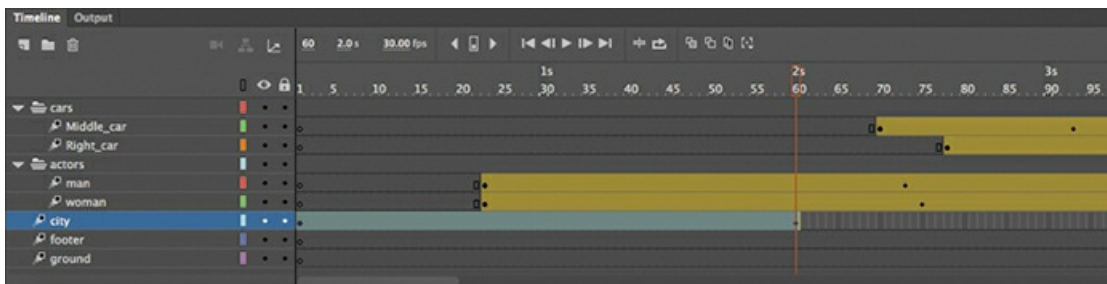 Timeline Output
60 2.0 s 30.00 fps
1s 2s 3s
1 5 10 15 20 25 30 35 40 45 50 55 60 65 70 75 80 85 90 95
cars
Middle_car
Right_car
actors
man
woman
city
footer
ground